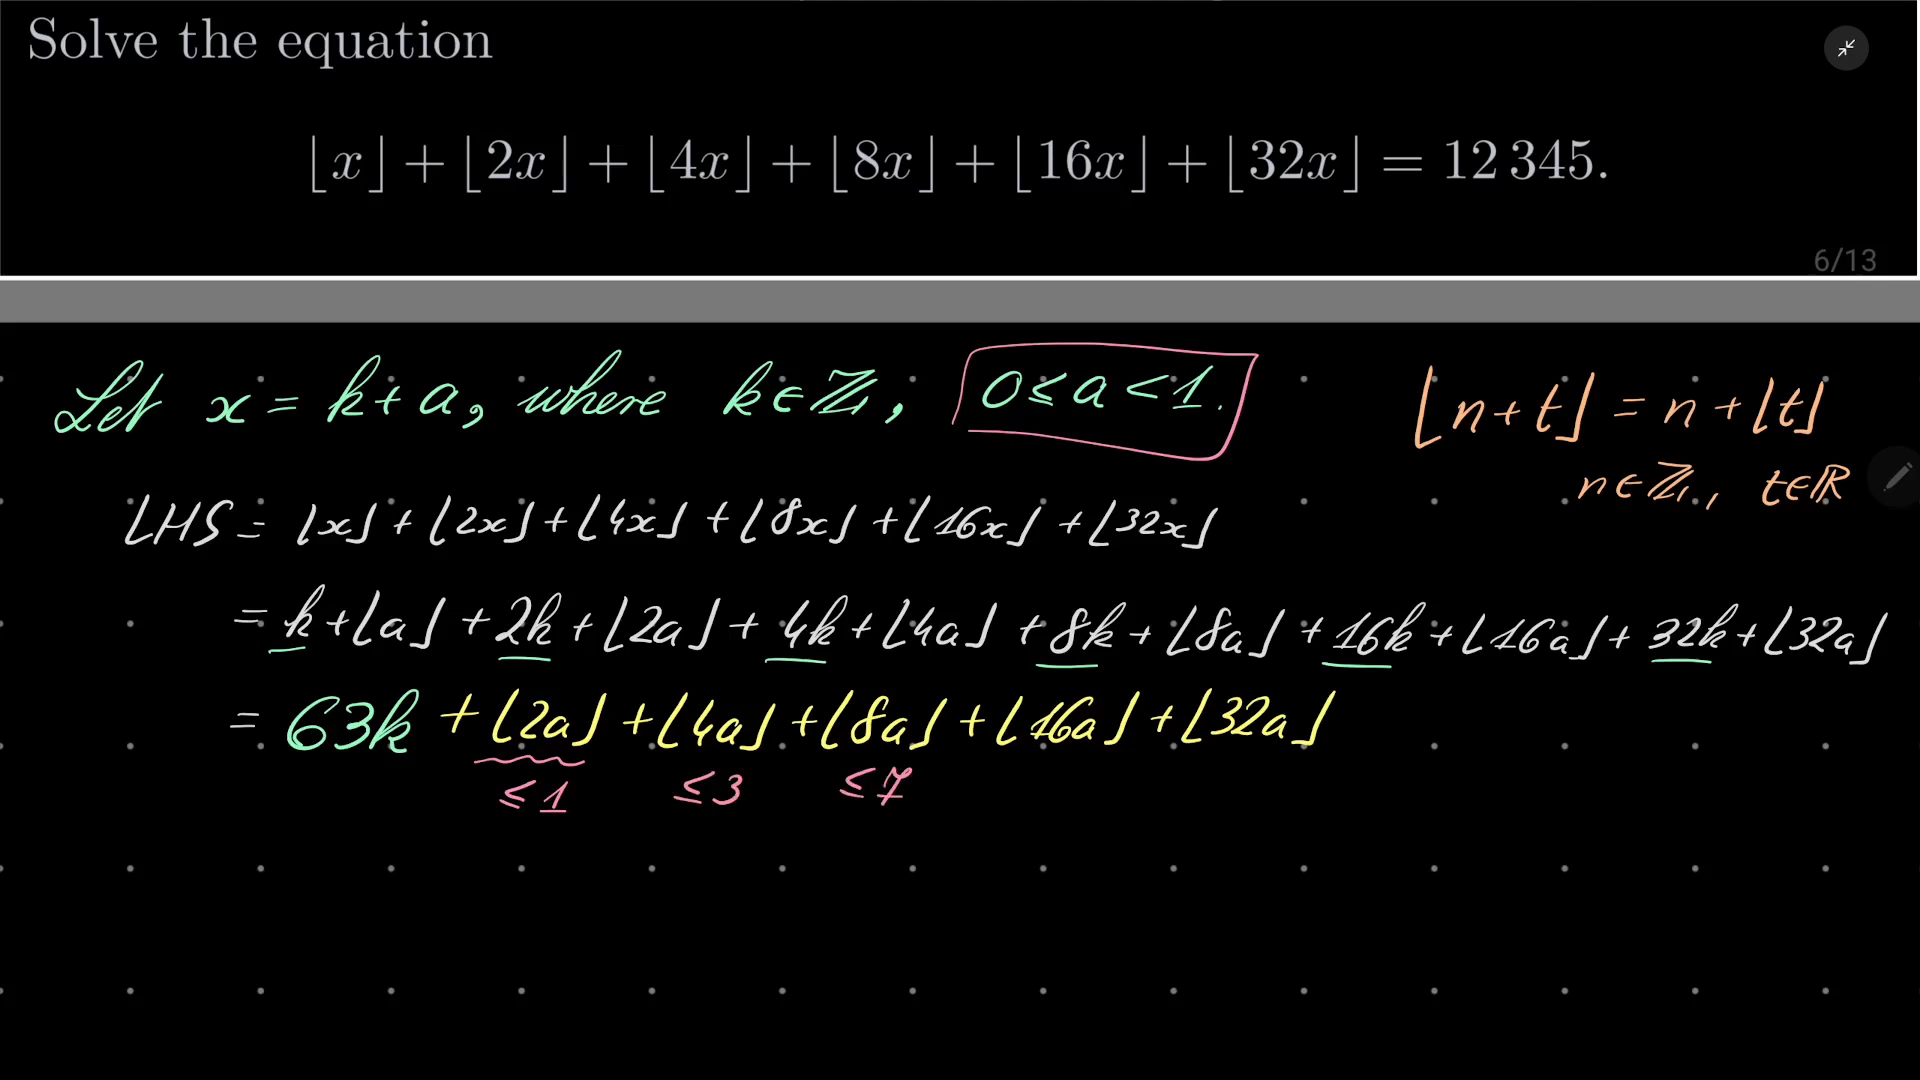 Solve the equation
⌊x⌋ + ⌊2x⌋ + ⌊4x⌋ + ⌊8x⌋ + ⌊16x⌋ + ⌊32x⌋ = 12 345.
6/13
Let x = k + a, where k ∈ ℤ, 0 ≤ a < 1.
⌊n + t⌋ = n + ⌊t⌋
n ∈ ℤ, t ∈ ℝ
LHS = ⌊x⌋ + ⌊2x⌋ + ⌊4x⌋ + ⌊8x⌋ + ⌊16x⌋ + ⌊32x⌋
= k + ⌊a⌋ + 2k + ⌊2a⌋ + 4k + ⌊4a⌋ + 8k + ⌊8a⌋ + 16k + ⌊16a⌋ + 32k + ⌊32a⌋
= 63k + ⌊2a⌋ + ⌊4a⌋ + ⌊8a⌋ + ⌊16a⌋ + ⌊32a⌋
≤ 1 ≤ 3 ≤ 7